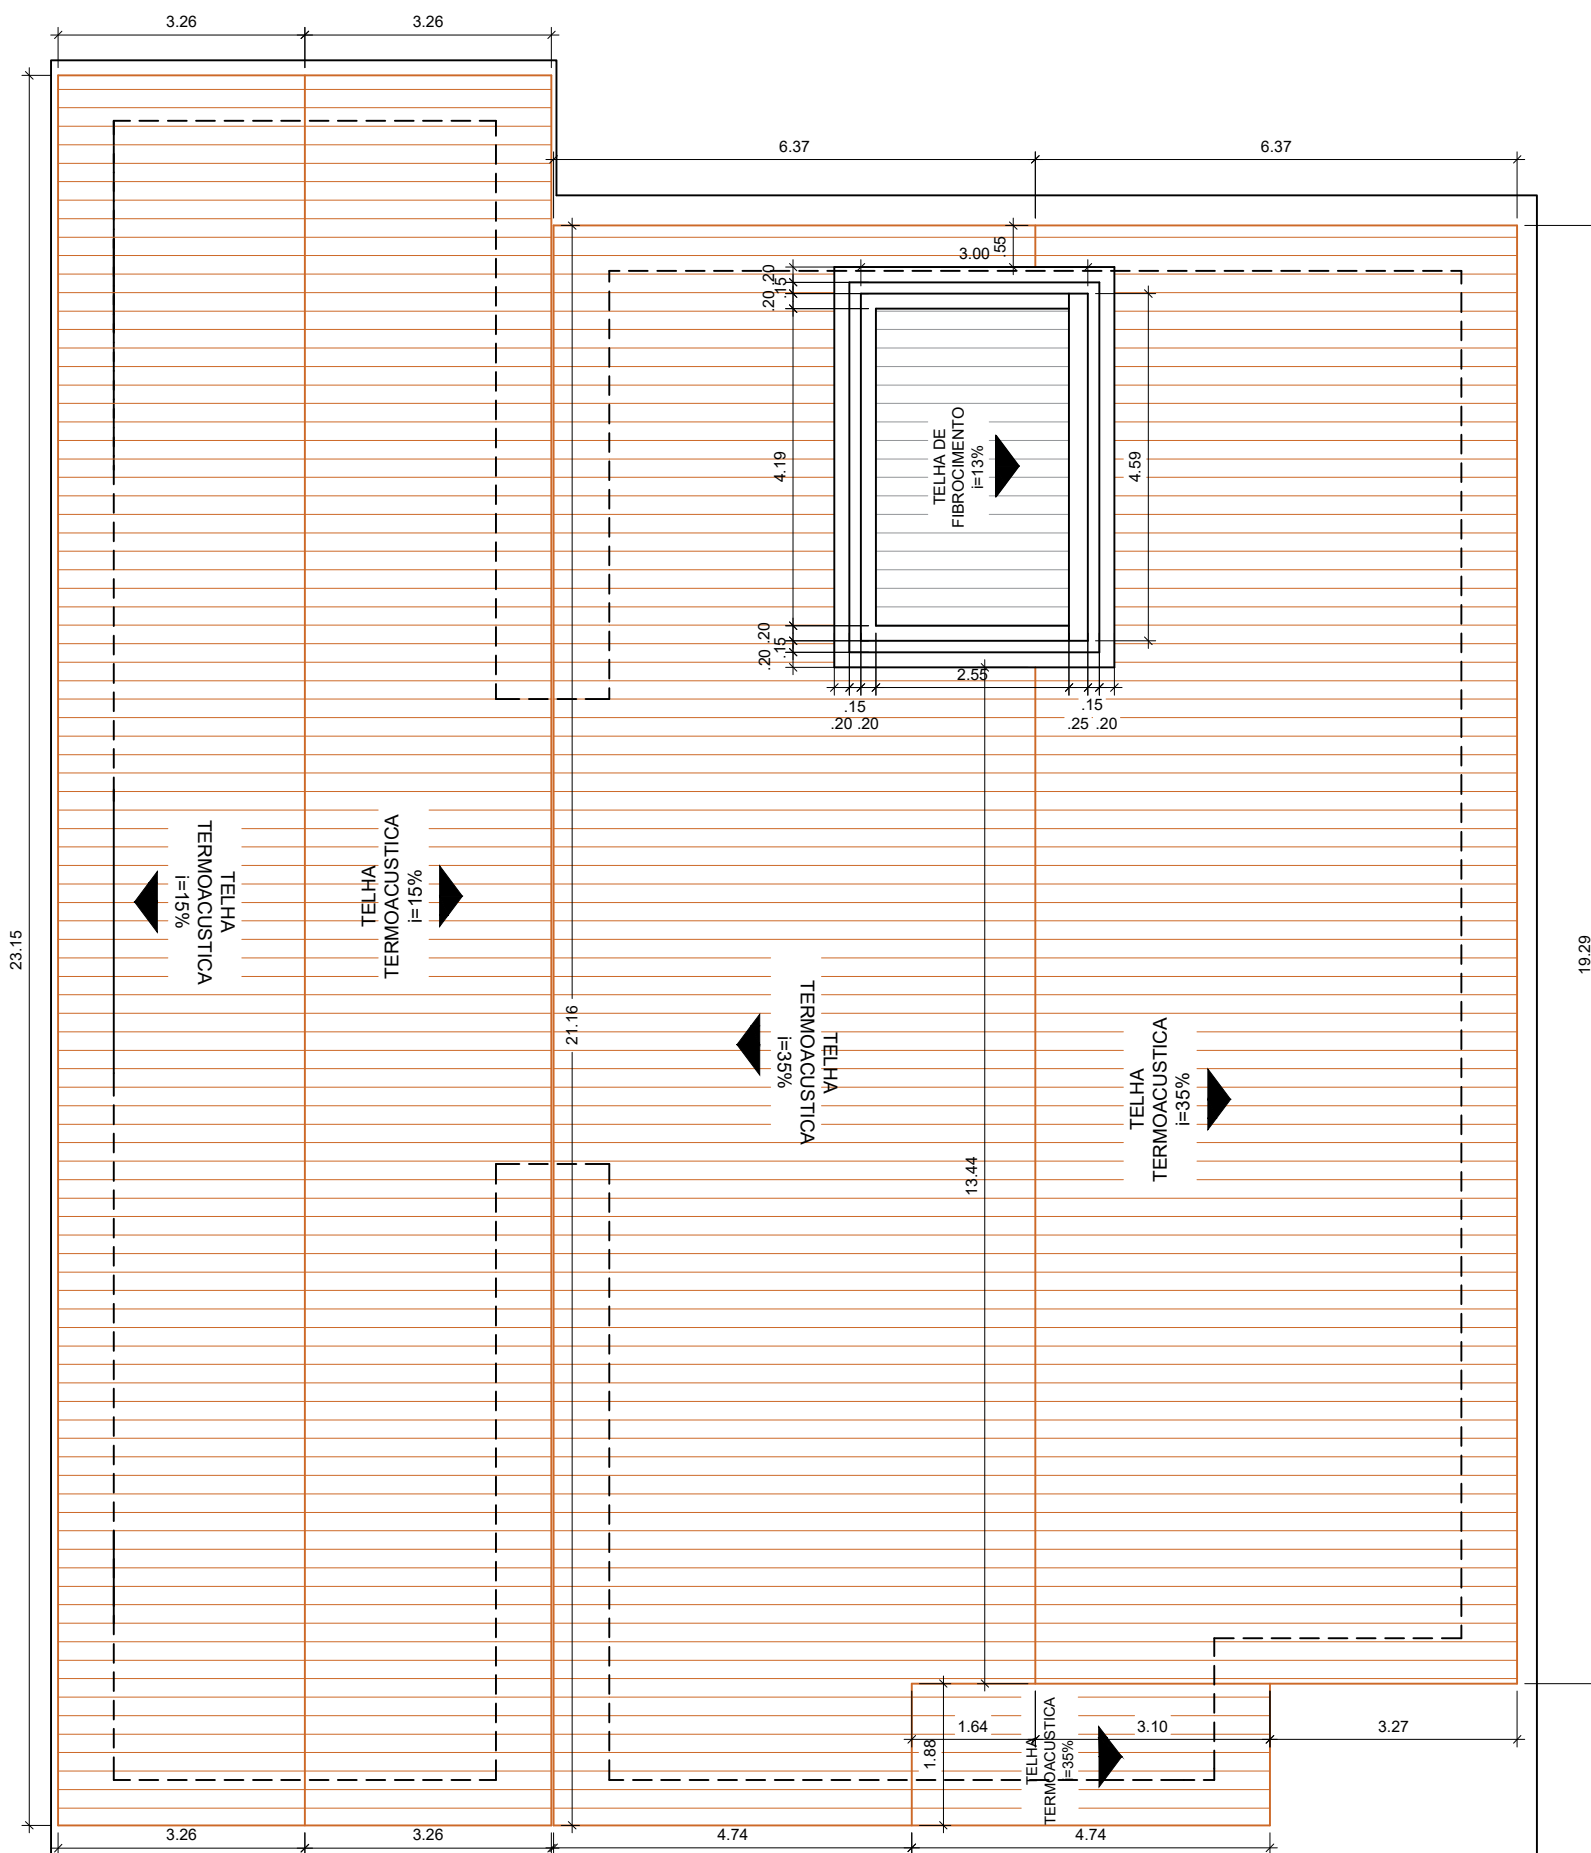 3.26
3.26
6.37
6.37
.55
3.00
.20
.15
.20
4.19
TELHA DE
FIBROCIMENTO
i=13%
4.59
.20
.15
.20
2.55
.15
.20 .20
.15
.25 .20
TELHA
TERMOACUSTICA
i=15%
TELHA
TERMOACUSTICA
i=15%
23.15
19.29
21.16
TELHA
TERMOACUSTICA
i=35%
TELHA
TERMOACUSTICA
i=35%
13.44
1.64
3.10
3.27
1.88
TELHA
TERMOACUSTICA
i=35%
3.26
3.26
4.74
4.74